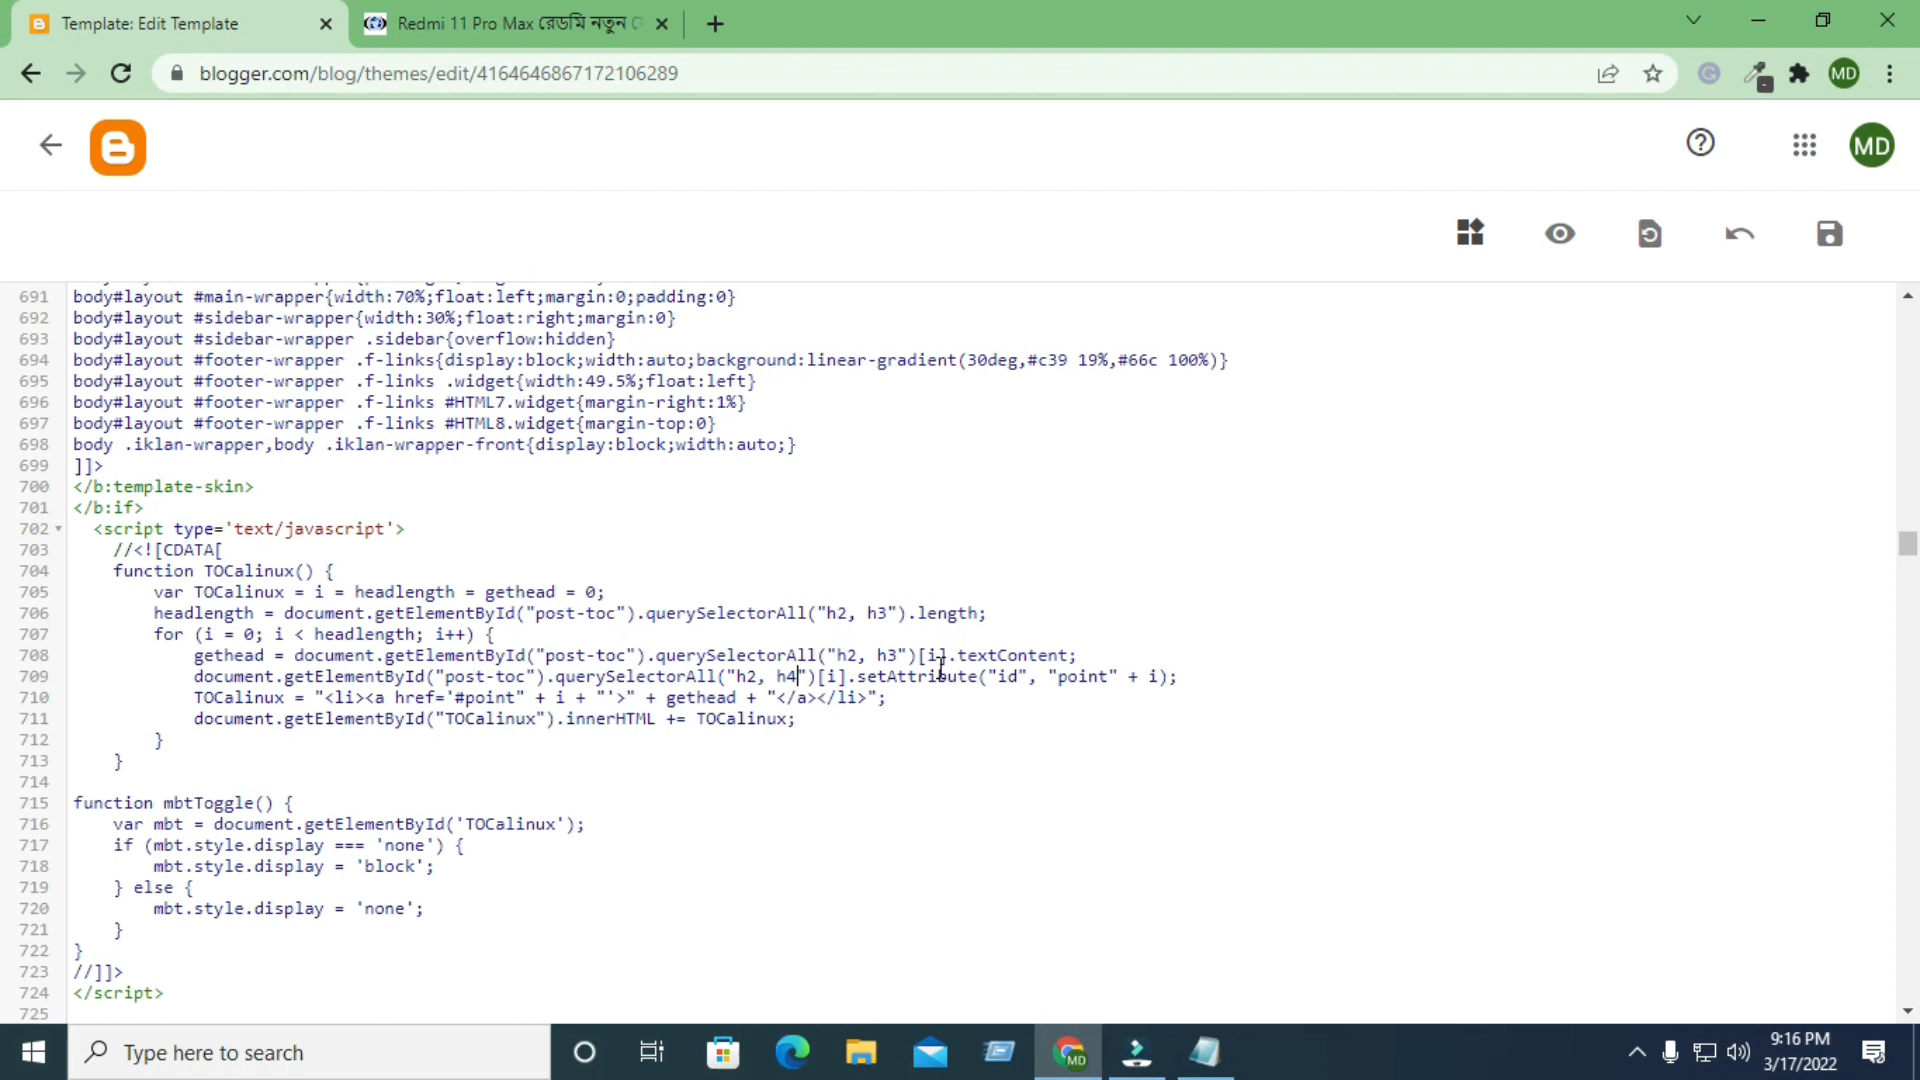 Template: Edit Template
Redmi 11 Pro Max রেডমি নতুন
blogger.com/blog/themes/edit/4164646867172106289
MD
MD
691 body#layout #main-wrapper{width:70%;float:left;margin:0;padding:0}
692 body#layout #sidebar-wrapper{width:30%;float:right;margin:0}
693 body#layout #sidebar-wrapper .sidebar{overflow:hidden}
694 body#layout #footer-wrapper .f-links{display:block;width:auto;background:linear-gradient(30deg,#c39 19%,#66c 100%)}
695 body#layout #footer-wrapper .f-links .widget{width:49.5%;float:left}
696 body#layout #footer-wrapper .f-links #HTML7.widget{margin-right:1%}
697 body#layout #footer-wrapper .f-links #HTML8.widget{margin-top:0}
698 body .iklan-wrapper,body .iklan-wrapper-front{display:block;width:auto;}
699 ]]>
700 </b:template-skin>
701 </b:if>
702 <script type='text/javascript'>
703 //<![CDATA[
704 function TOCalinux() {
705 var TOCalinux = i = headlength = gethead = 0;
706 headlength = document.getElementById("post-toc").querySelectorAll("h2, h3").length;
707 for (i = 0; i < headlength; i++) {
708 gethead = document.getElementById("post-toc").querySelectorAll("h2, h3")[i].textContent;
709 document.getElementById("post-toc").querySelectorAll("h2, h4")[i].setAttribute("id", "point" + i);
710 TOCalinux = "<li><a href='#point" + i + "'>" + gethead + "</a></li>";
711 document.getElementById("TOCalinux").innerHTML += TOCalinux;
712 }
713 }
714
715 function mbtToggle() {
716 var mbt = document.getElementById('TOCalinux');
717 if (mbt.style.display === 'none') {
718 mbt.style.display = 'block';
719 } else {
720 mbt.style.display = 'none';
721 }
722 }
723 //]]>
724 </script>
725
Type here to search
MD
9:16 PM
3/17/2022